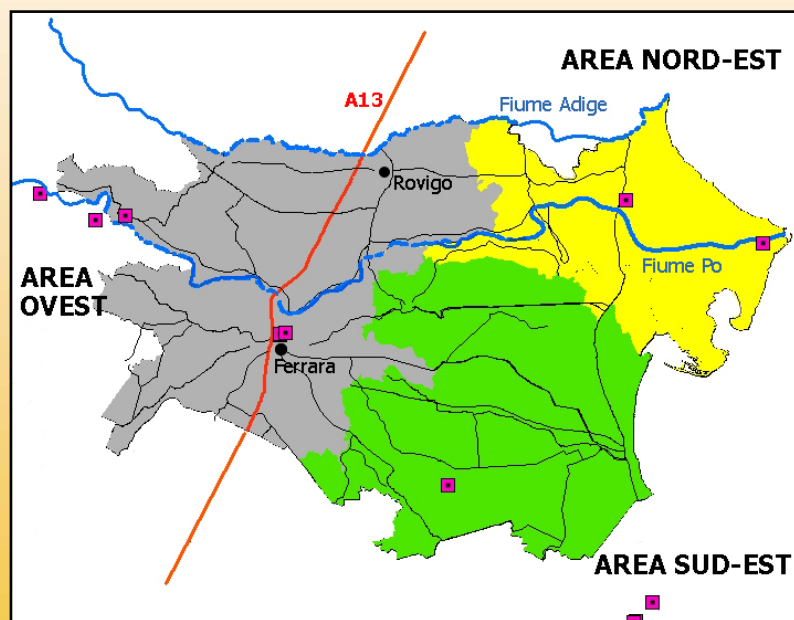 AREA NORD-EST
A13
Fiume Adige
Rovigo
AREA
OVEST
Fiume Po
Ferrara
AREA SUD-EST